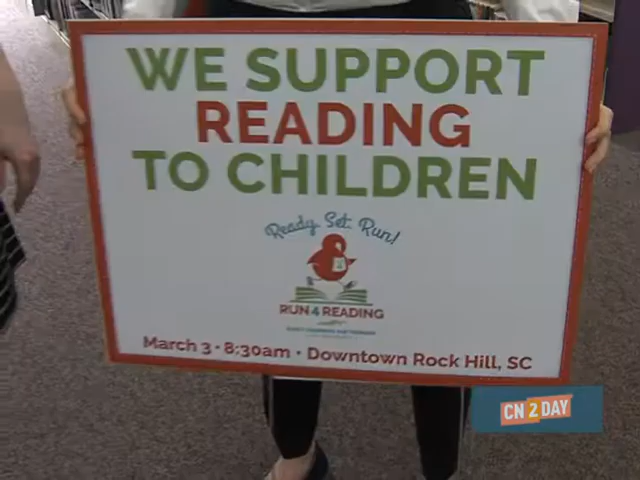 WE SUPPORT
READING
TO CHILDREN
Ready. Set. Run!
RUN 4 READING
March 3 • 8:30am • Downtown Rock Hill, SC
CN 2 DAY